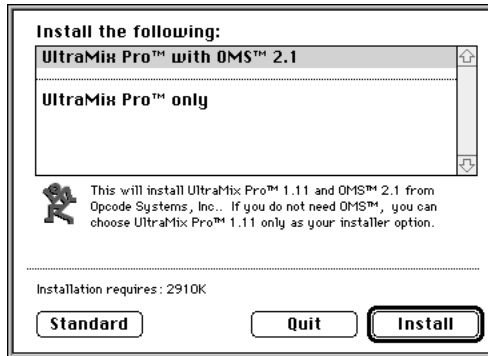 Install the following:
UltraMix Pro™ with OMS™ 2.1
UltraMix Pro™ only
This will install UltraMix Pro™ 1.11 and OMS™ 2.1 from
Opcode Systems, Inc.. If you do not need OMS™, you can
choose UltraMix Pro™ 1.11 only as your installer option.
Installation requires: 2910K
Standard Quit Install